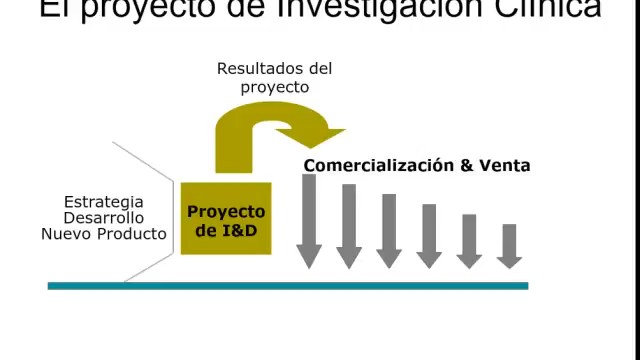 El proyecto de Investigación Clínica
Resultados del
proyecto
Comercialización & Venta
Estrategia
Desarrollo
Nuevo Producto
Proyecto
de I&D